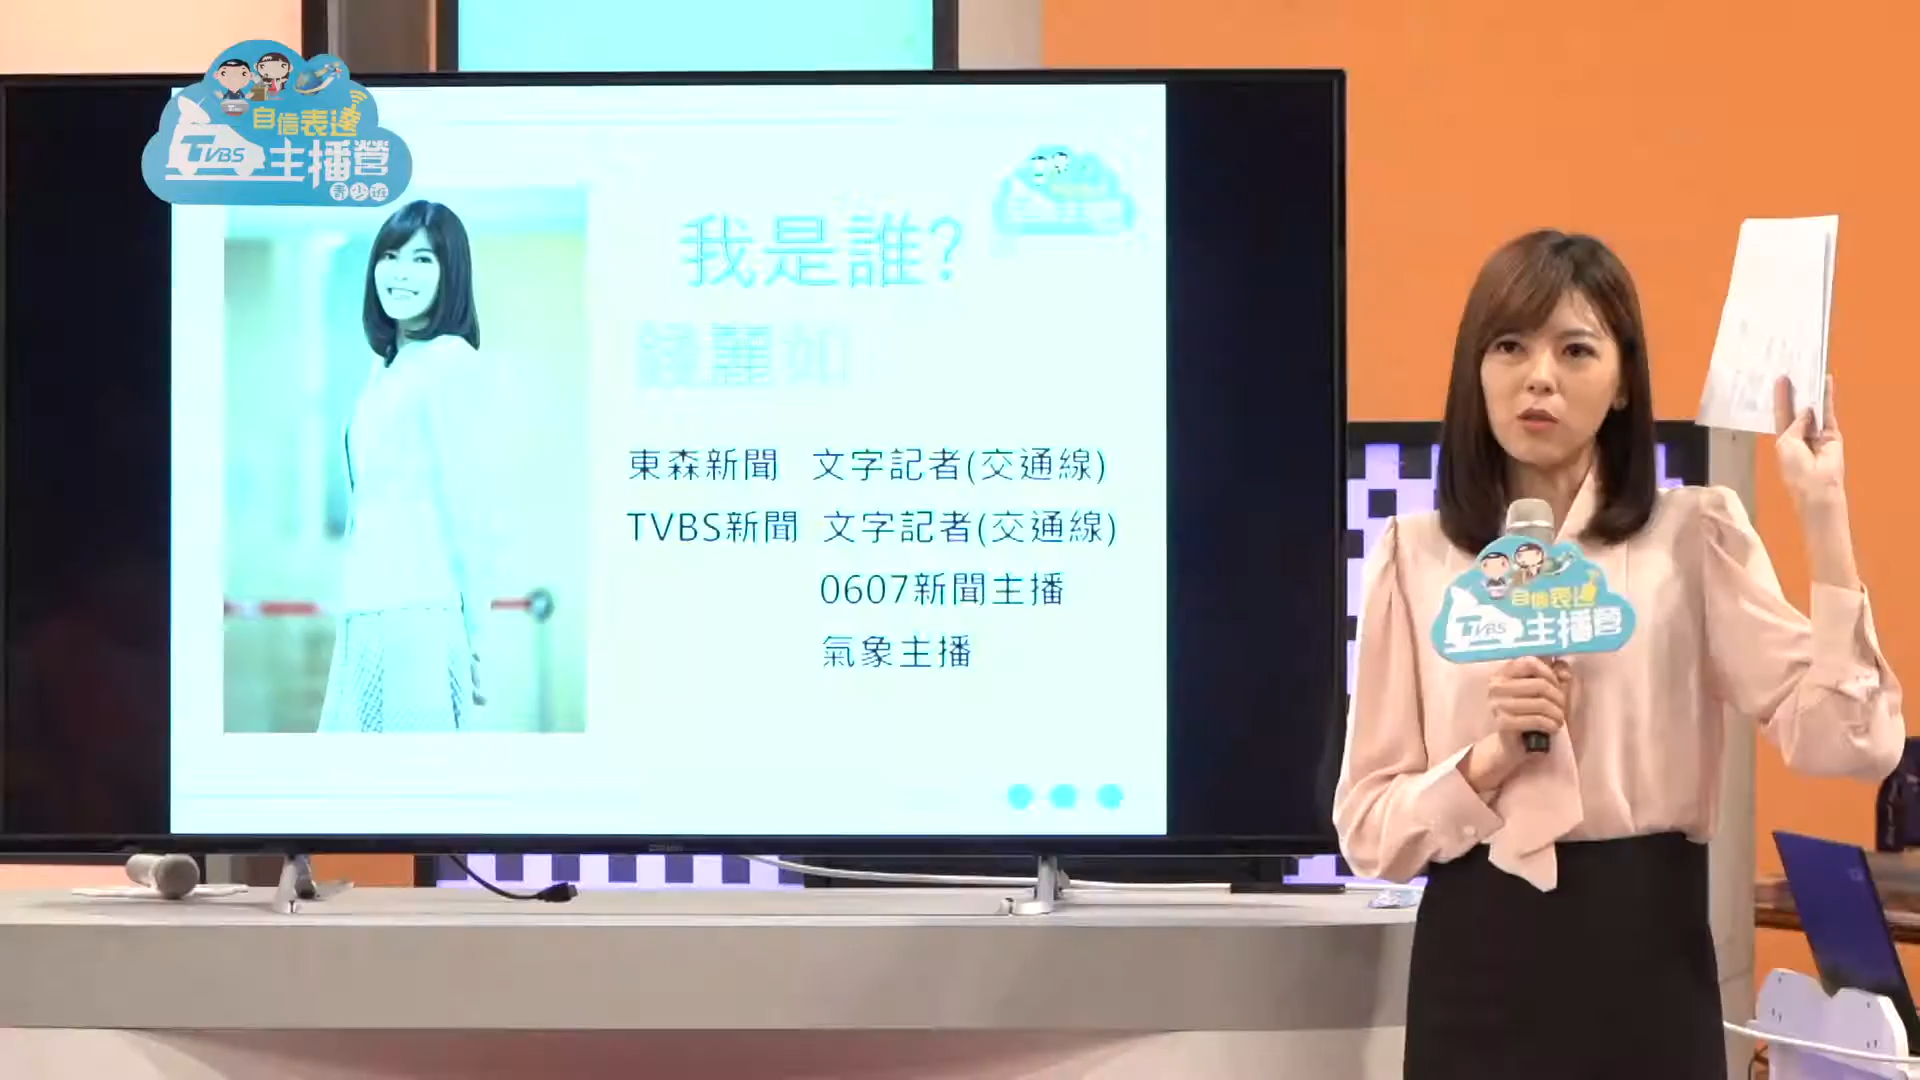 自信表達
TVBS 主播營
青少班
我是誰?
錢麗如
東森新聞 文字記者(交通線)
TVBS新聞 文字記者(交通線)
0607新聞主播
氣象主播
自信表達
TVBS 主播營